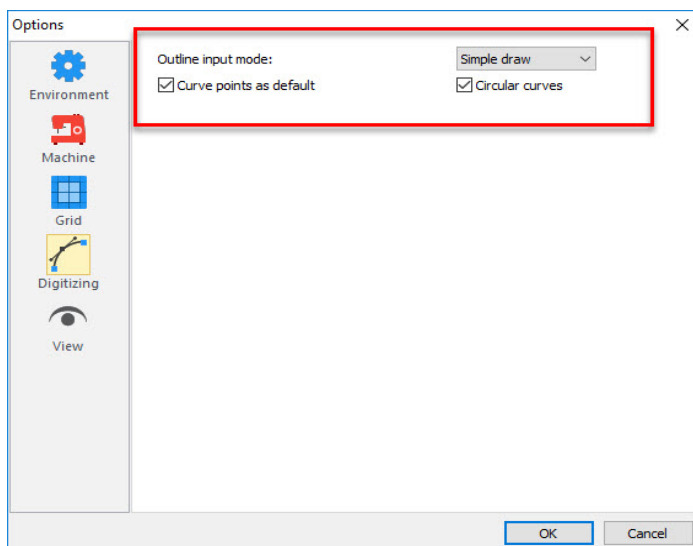 Options
Environment
Machine
Grid
Digitizing
View
Outline input mode: Simple draw
Curve points as default Circular curves
OK Cancel